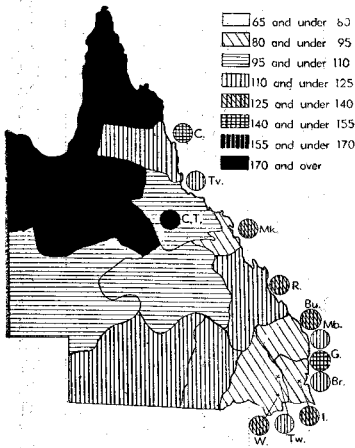 65 and under 80
80 and under 95
95 and under 110
110 and under 125
125 and under 140
140 and under 155
155 and under 170
170 and over
C.
Tv.
C.T.
Mk.
R.
Bu.
Mb.
G.
Br.
I.
Tw.
W.